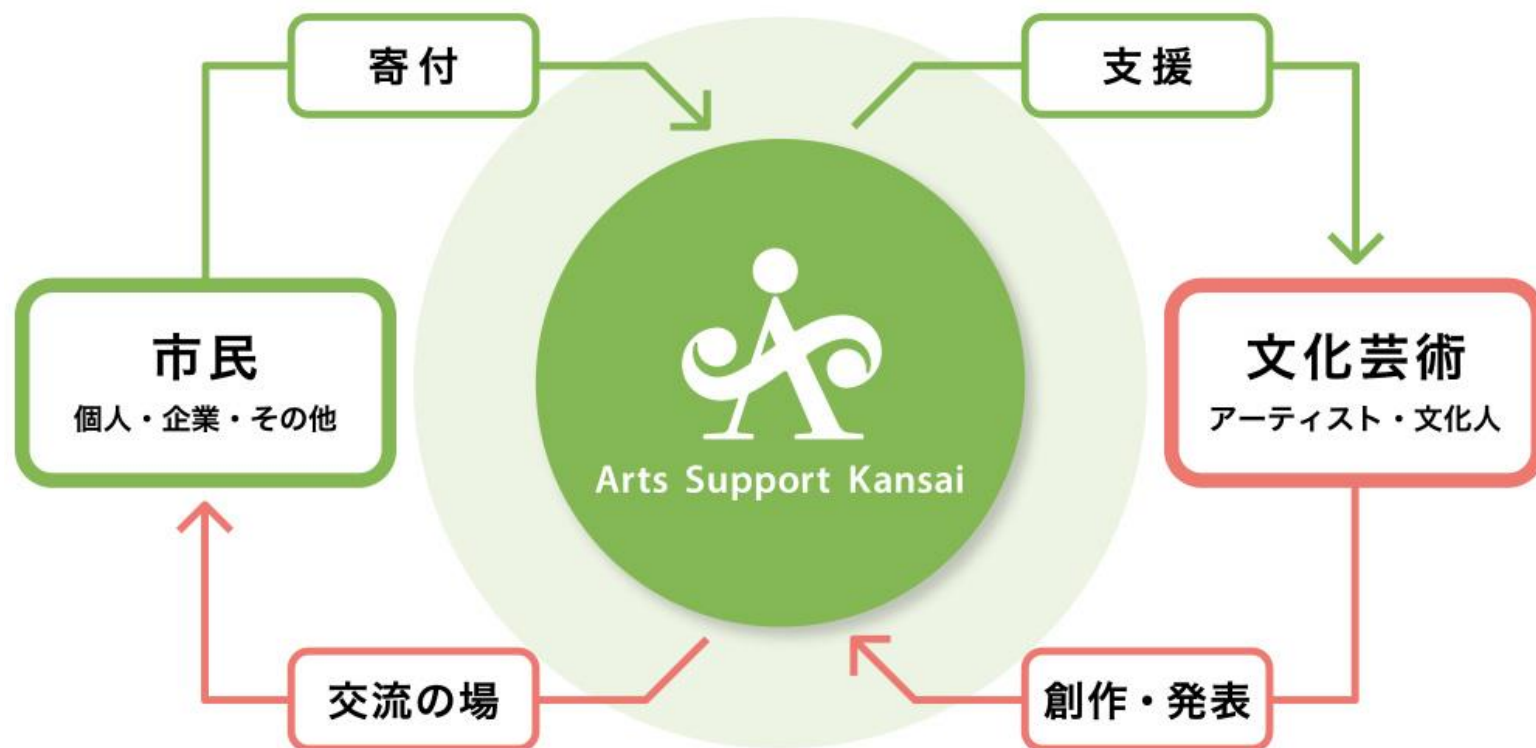 寄付
支援
市民
個人・企業・その他
Arts Support Kansai
文化芸術
アーティスト・文化人
交流の場
創作・発表